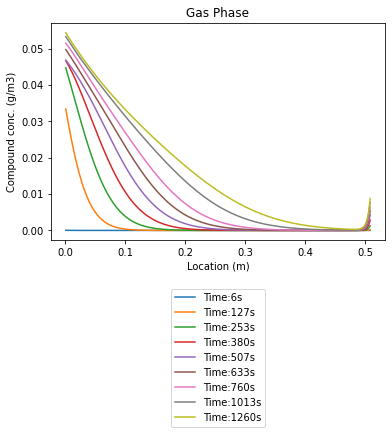 Gas Phase
Compound conc. (g/m3)
0.05
0.04
0.03
0.02
0.01
0.00
0.0 0.1 0.2 0.3 0.4 0.5
Location (m)
Time:6s
Time:127s
Time:253s
Time:380s
Time:507s
Time:633s
Time:760s
Time:1013s
Time:1260s